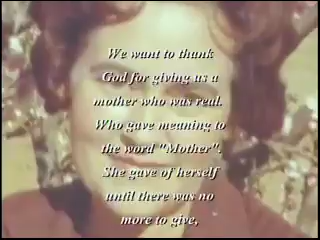 We want to thank
God for giving us a
mother who was real.
Who gave meaning to
the word "Mother".
She gave of herself
until there was no
more to give,